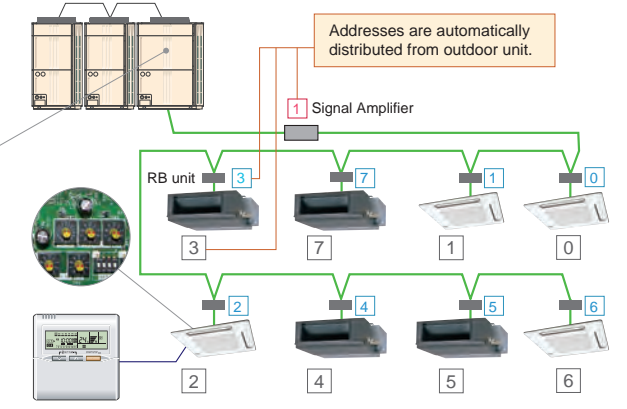 Addresses are automatically
distributed from outdoor unit.
1 Signal Amplifier
RB unit 3 7 1 0
3 7 1 0
2 4 5 6
2 4 5 6